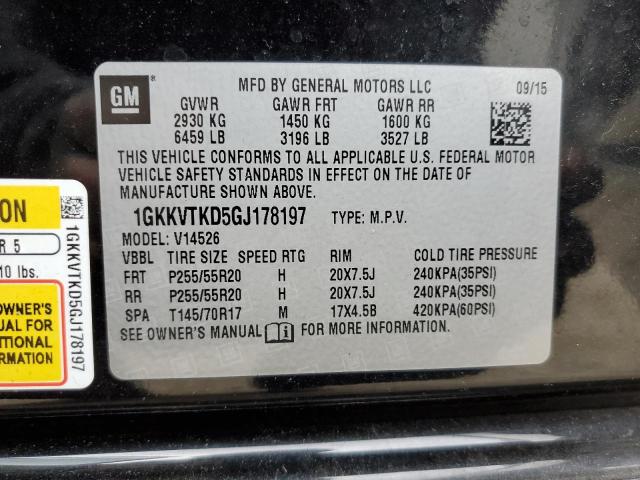 GM
MFD BY GENERAL MOTORS LLC 09/15
GVWR GAWR FRT GAWR RR
2930 KG 1450 KG 1600 KG
6459 LB 3196 LB 3527 LB
THIS VEHICLE CONFORMS TO ALL APPLICABLE U.S. FEDERAL MOTOR
VEHICLE SAFETY STANDARDS IN EFFECT ON THE DATE OF
MANUFACTURE SHOWN ABOVE.
1GKKVTKD5GJ178197 TYPE: M.P.V.
MODEL: V14526
VBBL TIRE SIZE SPEED RTG RIM COLD TIRE PRESSURE
FRT P255/55R20 H 20X7.5J 240KPA(35PSI)
RR P255/55R20 H 20X7.5J 240KPA(35PSI)
SPA T145/70R17 M 17X4.5B 420KPA(60PSI)
SEE OWNER'S MANUAL i FOR MORE INFORMATION.
ION
R 5
10 lbs.
OWNER'S
UAL FOR
ITIONAL
RMATION
1GKKVTKD5GJ178197